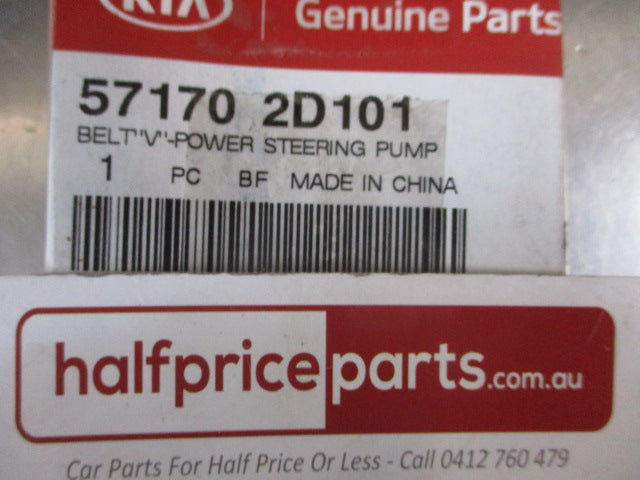 KIA
Genuine Parts
57170 2D101
BELT"V"-POWER STEERING PUMP
1 PC BF MADE IN CHINA
halfpriceparts.com.au
Car Parts For Half Price Or Less - Call 0412 760 479